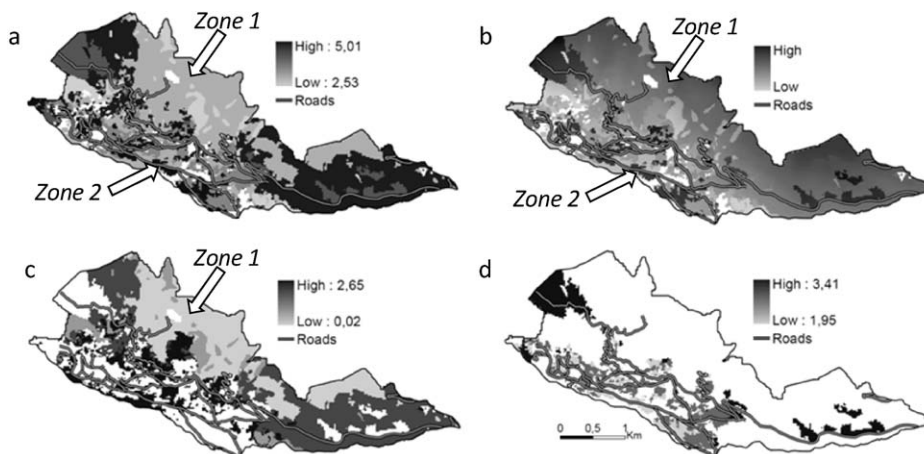 a
Zone 1
High : 5,01
Low : 2,53
Roads
Zone 2
b
Zone 1
High
Low
Roads
Zone 2
c
Zone 1
High : 2,65
Low : 0,02
Roads
d
High : 3,41
Low : 1,95
Roads
0 0,5 1
Km